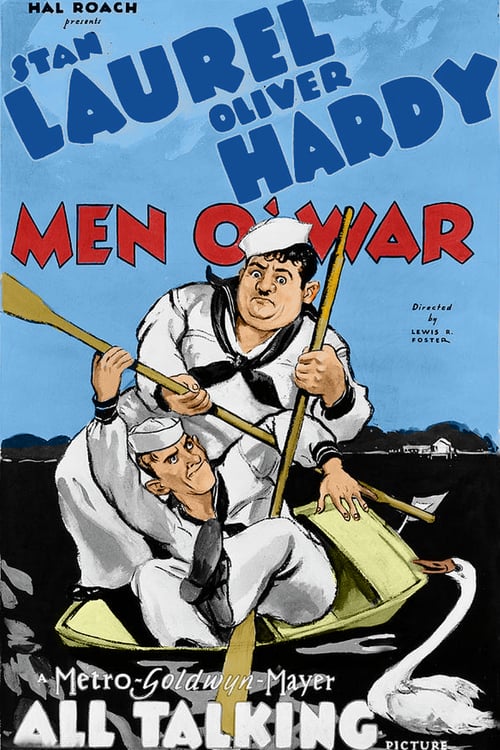 HAL ROACH
presents
STAN
LAUREL
OLIVER
HARDY
MEN O'WAR
Directed
by
LEWIS R.
FOSTER
A Metro-Goldwyn-Mayer
ALL TALKING
PICTURE